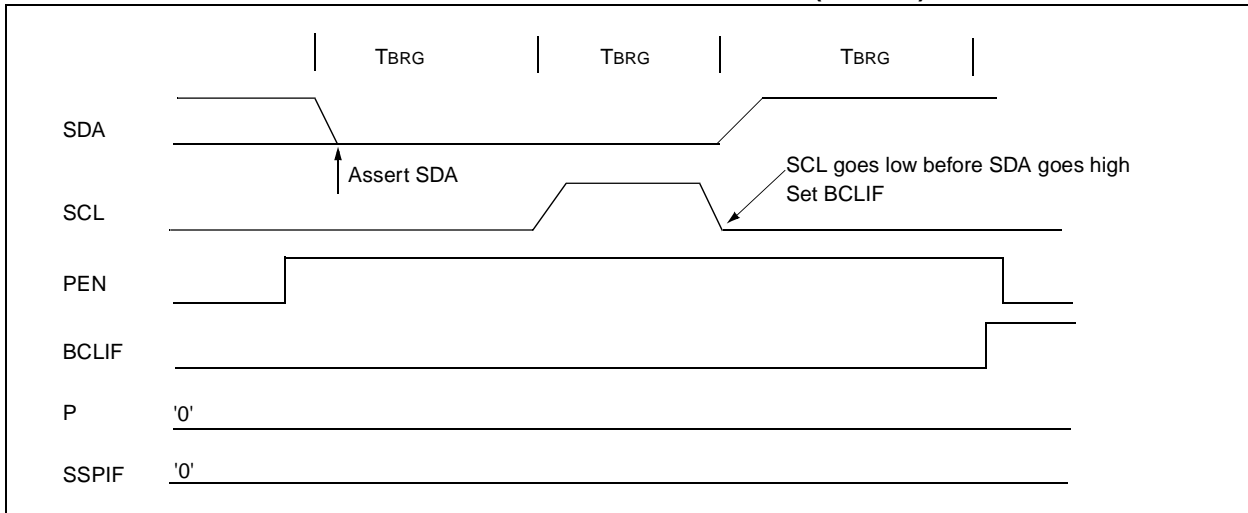 TBRG TBRG TBRG
SDA
Assert SDA
SCL goes low before SDA goes high
Set BCLIF
SCL
PEN
BCLIF
P '0'
SSPIF '0'